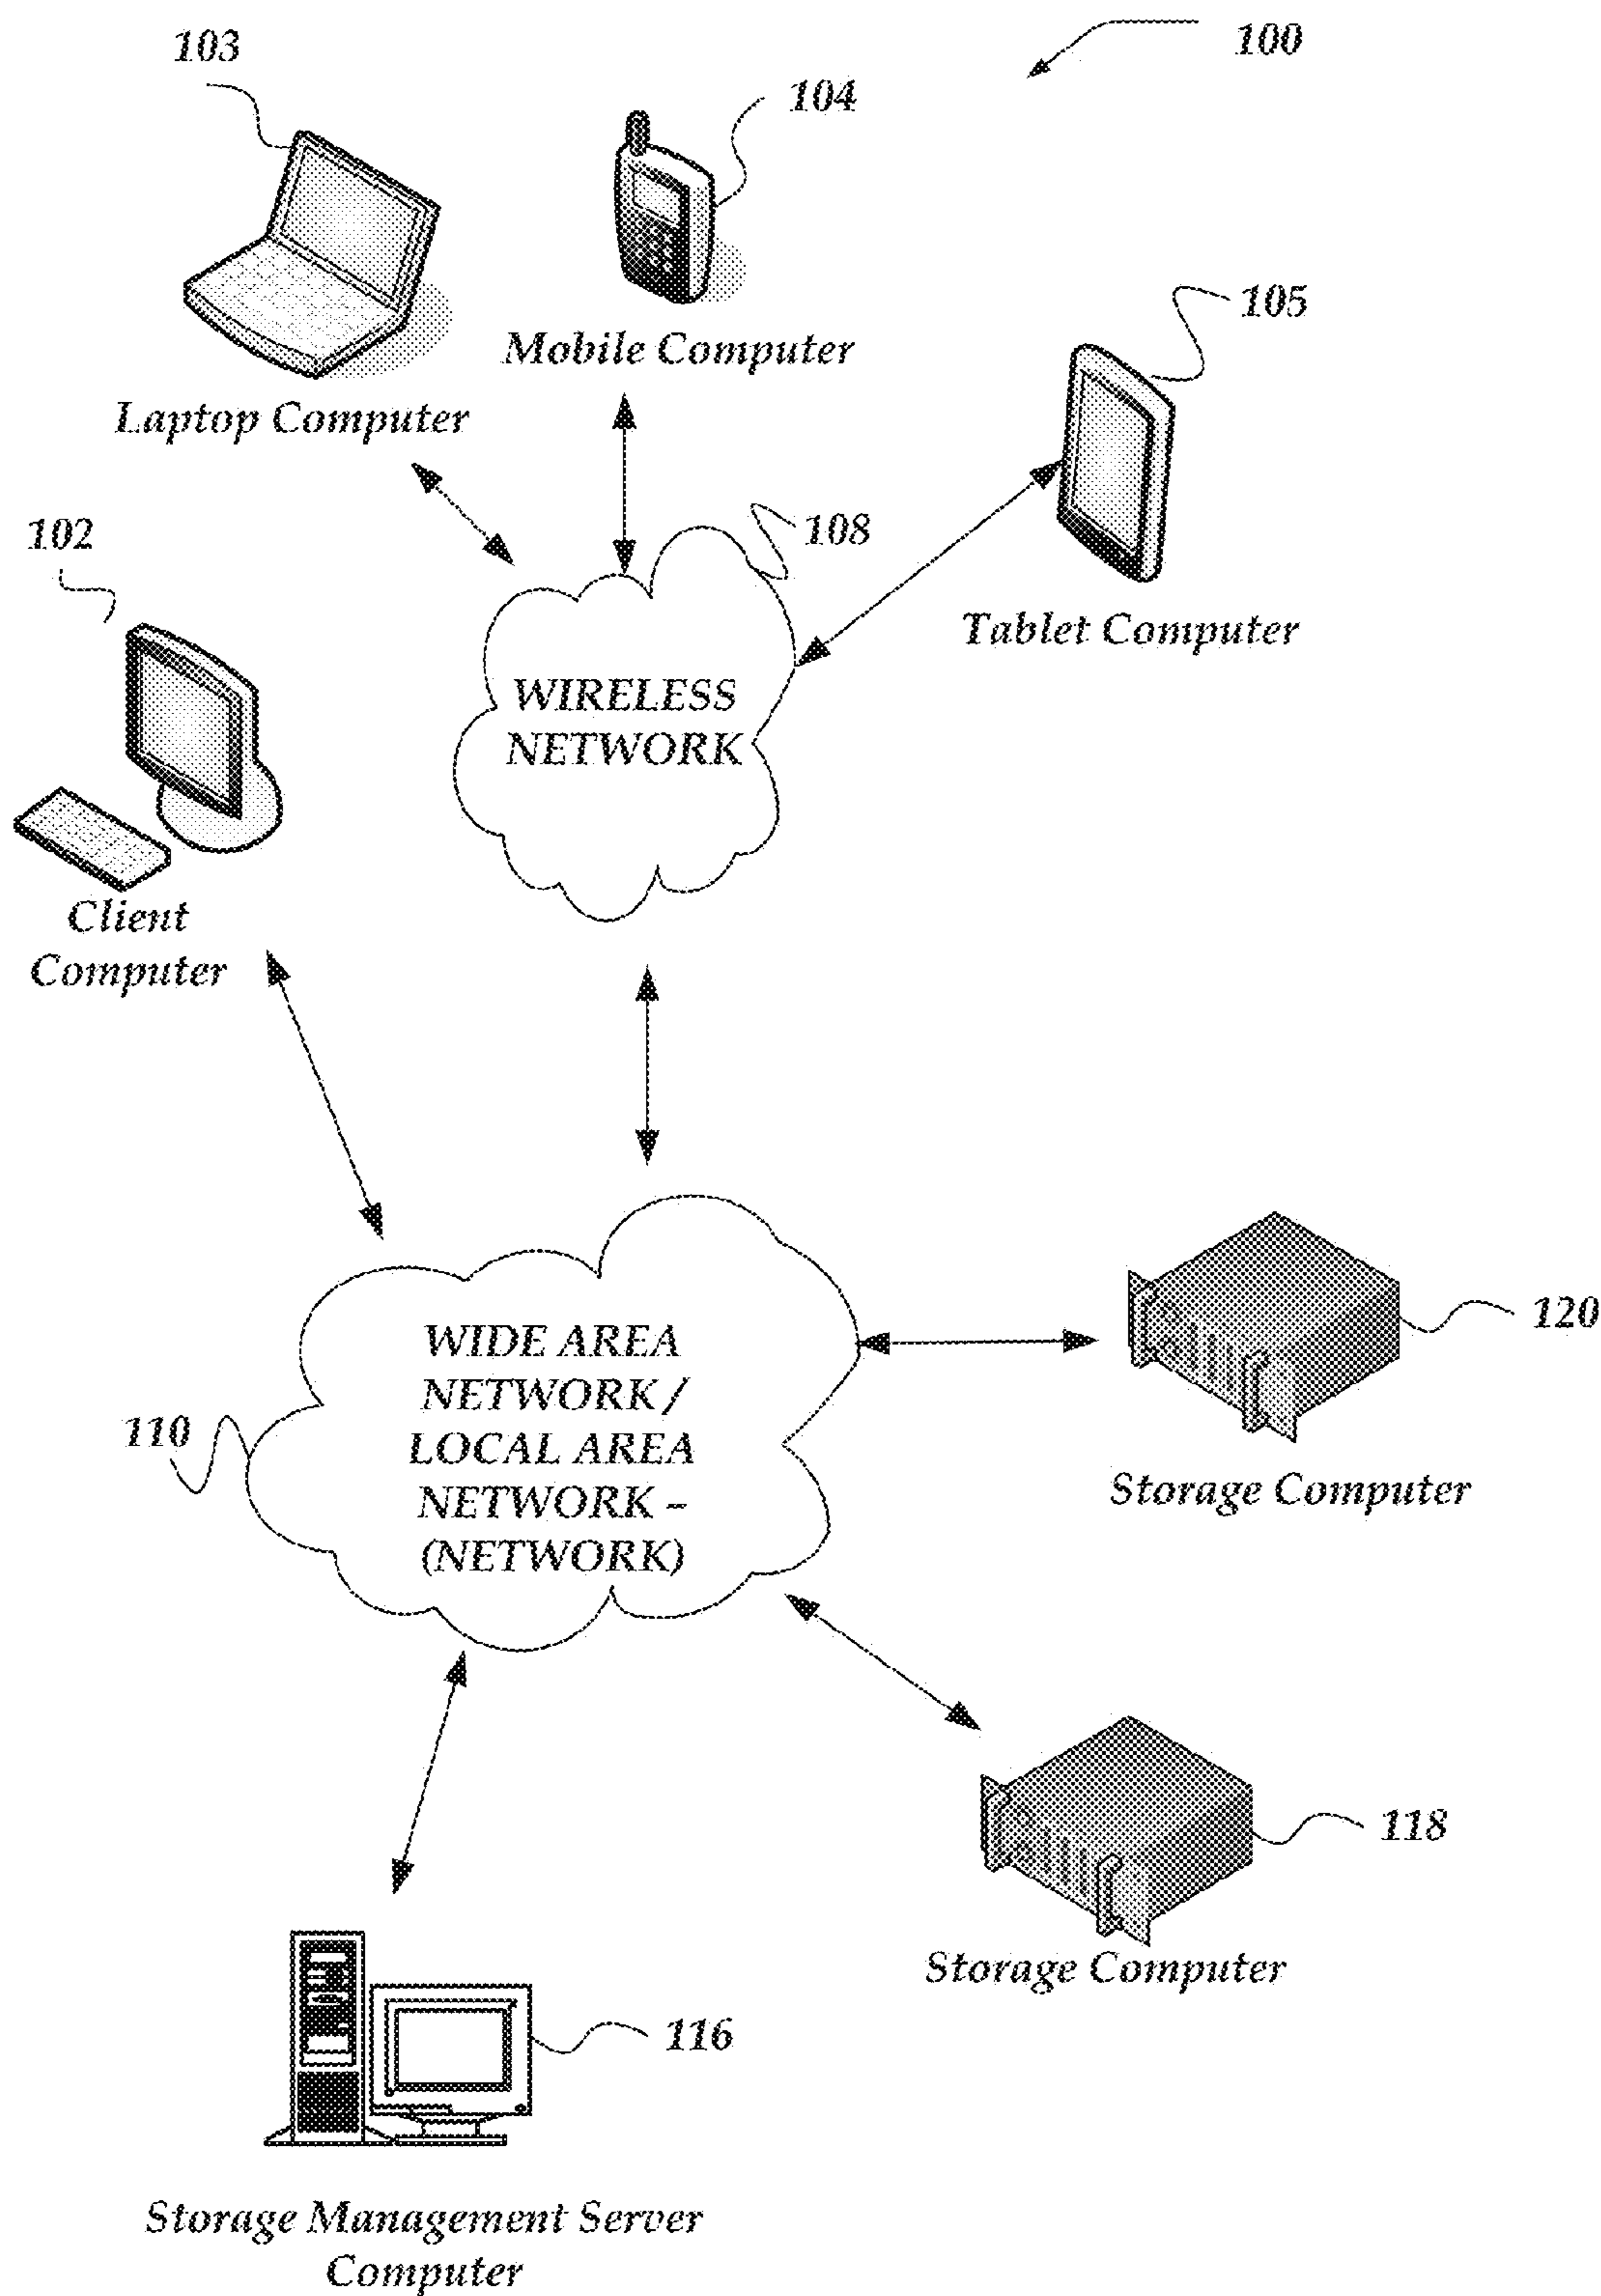 103
100
104
105
Mobile Computer
Laptop Computer
102
108
Tablet Computer
WIRELESS
NETWORK
Client
Computer
120
WIDE AREA
NETWORK /
LOCAL AREA
NETWORK –
(NETWORK)
110
Storage Computer
118
Storage Computer
116
Storage Management Server
Computer